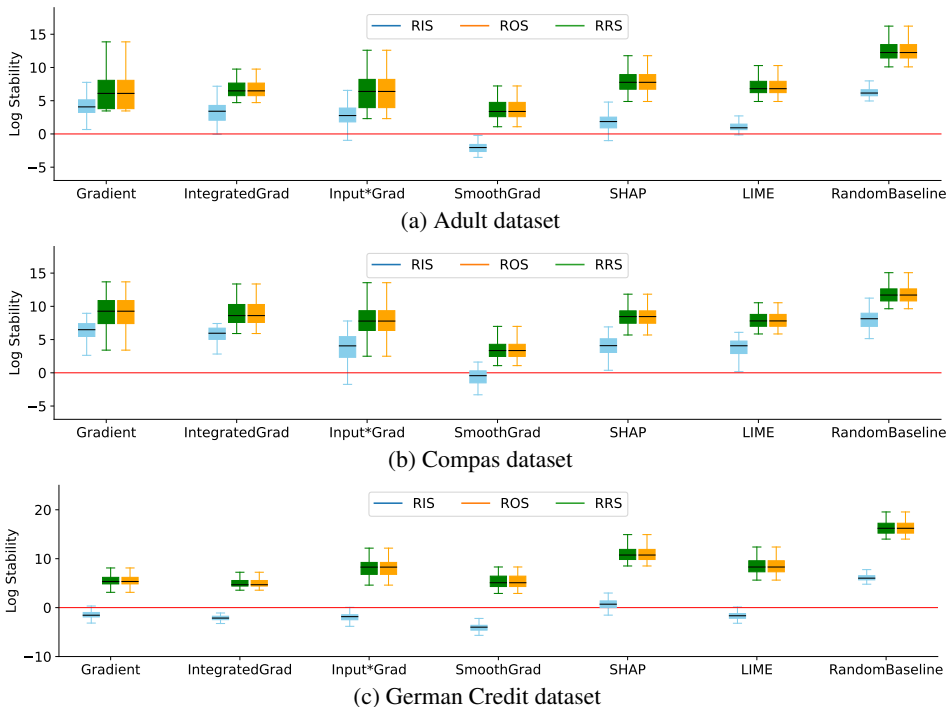 RIS ROS RRS
15
10
5
0
−5
Log Stability
Gradient IntegratedGrad Input*Grad SmoothGrad SHAP LIME RandomBaseline
(a) Adult dataset
RIS ROS RRS
15
10
5
0
−5
Log Stability
Gradient IntegratedGrad Input*Grad SmoothGrad SHAP LIME RandomBaseline
(b) Compas dataset
RIS ROS RRS
20
10
0
−10
Log Stability
Gradient IntegratedGrad Input*Grad SmoothGrad SHAP LIME RandomBaseline
(c) German Credit dataset